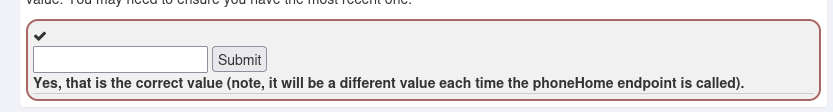 value. You may need to ensure you have the most recent one.
Submit
Yes, that is the correct value (note, it will be a different value each time the phoneHome endpoint is called).